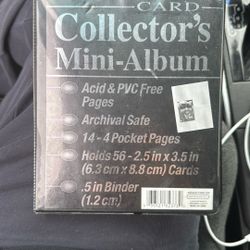 CARD
Collector's
Mini-Album
Acid & PVC Free
Pages
Archival Safe
14 - 4 Pocket Pages
Holds 56 - 2.5 in x 3.5 in
(6.3 cm x 8.8 cm) Cards
.5 in Binder
(1.2 cm)